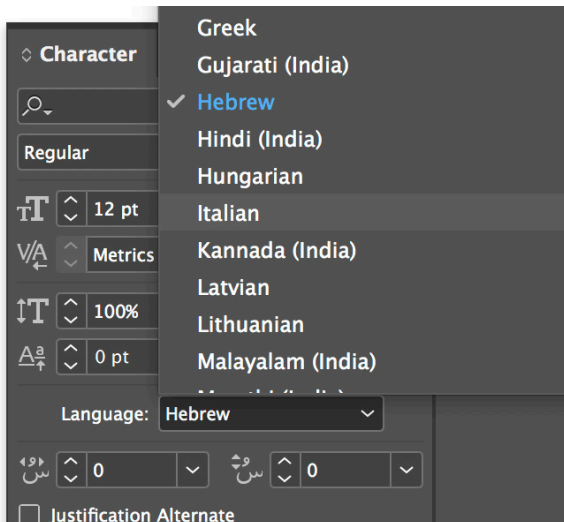 Greek
Character
Gujarati (India)
Hebrew
Hindi (India)
Regular
Hungarian
12 pt
Italian
Metrics
Kannada (India)
Latvian
100%
Lithuanian
0 pt
Malayalam (India)
Language: Hebrew
0
0
Justification Alternate